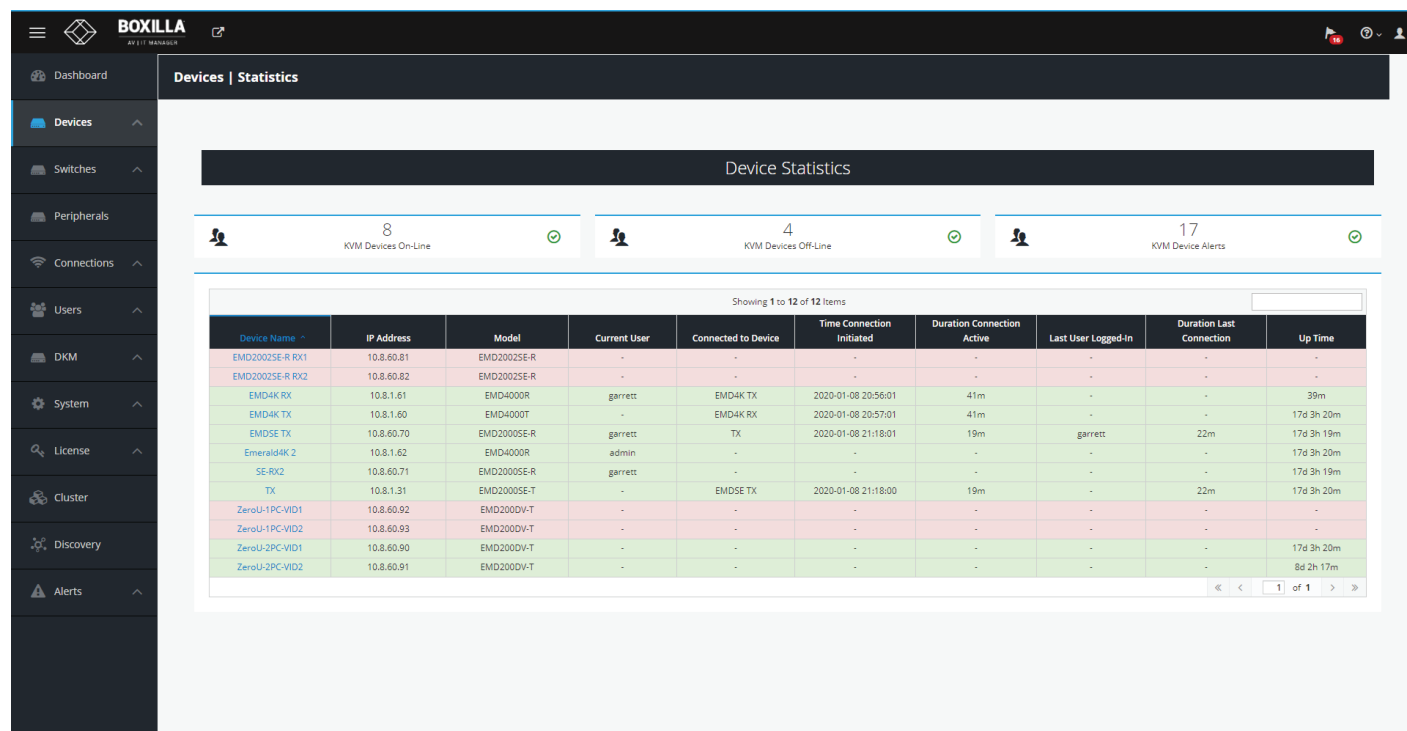 BOXILLA
AV | IT MANAGER
16
Dashboard
Devices | Statistics
Devices
Switches
Peripherals
Connections
Users
DKM
System
License
Cluster
Discovery
Alerts
Device Statistics
8
KVM Devices On-Line
4
KVM Devices Off-Line
17
KVM Device Alerts
Showing 1 to 12 of 12 Items
Device Name IP Address Model Current User Connected to Device Time Connection Initiated Duration Connection Active Last User Logged-In Duration Last Connection Up Time
EMD2002SE-R RX1 10.8.60.81 EMD2002SE-R - - - - - - -
EMD2002SE-R RX2 10.8.60.82 EMD2002SE-R - - - - - - -
EMD4K RX 10.8.1.61 EMD4000R garrett EMD4K TX 2020-01-08 20:56:01 41m - - 39m
EMD4K TX 10.8.1.60 EMD4000T - EMD4K RX 2020-01-08 20:57:01 41m - - 17d 3h 20m
EMDSE TX 10.8.60.70 EMD2000SE-R garrett TX 2020-01-08 21:18:01 19m garrett 22m 17d 3h 19m
Emerald4K 2 10.8.1.62 EMD4000R admin - - - - - 17d 3h 20m
SE-RX2 10.8.60.71 EMD2000SE-R garrett - - - - - 17d 3h 19m
TX 10.8.1.31 EMD2000SE-T - EMDSE TX 2020-01-08 21:18:00 19m - 22m 17d 3h 20m
ZeroU-1PC-VID1 10.8.60.92 EMD200DV-T - - - - - - -
ZeroU-1PC-VID2 10.8.60.93 EMD200DV-T - - - - - - -
ZeroU-2PC-VID1 10.8.60.90 EMD200DV-T - - - - - - 17d 3h 20m
ZeroU-2PC-VID2 10.8.60.91 EMD200DV-T - - - - - - 8d 2h 17m
1 of 1